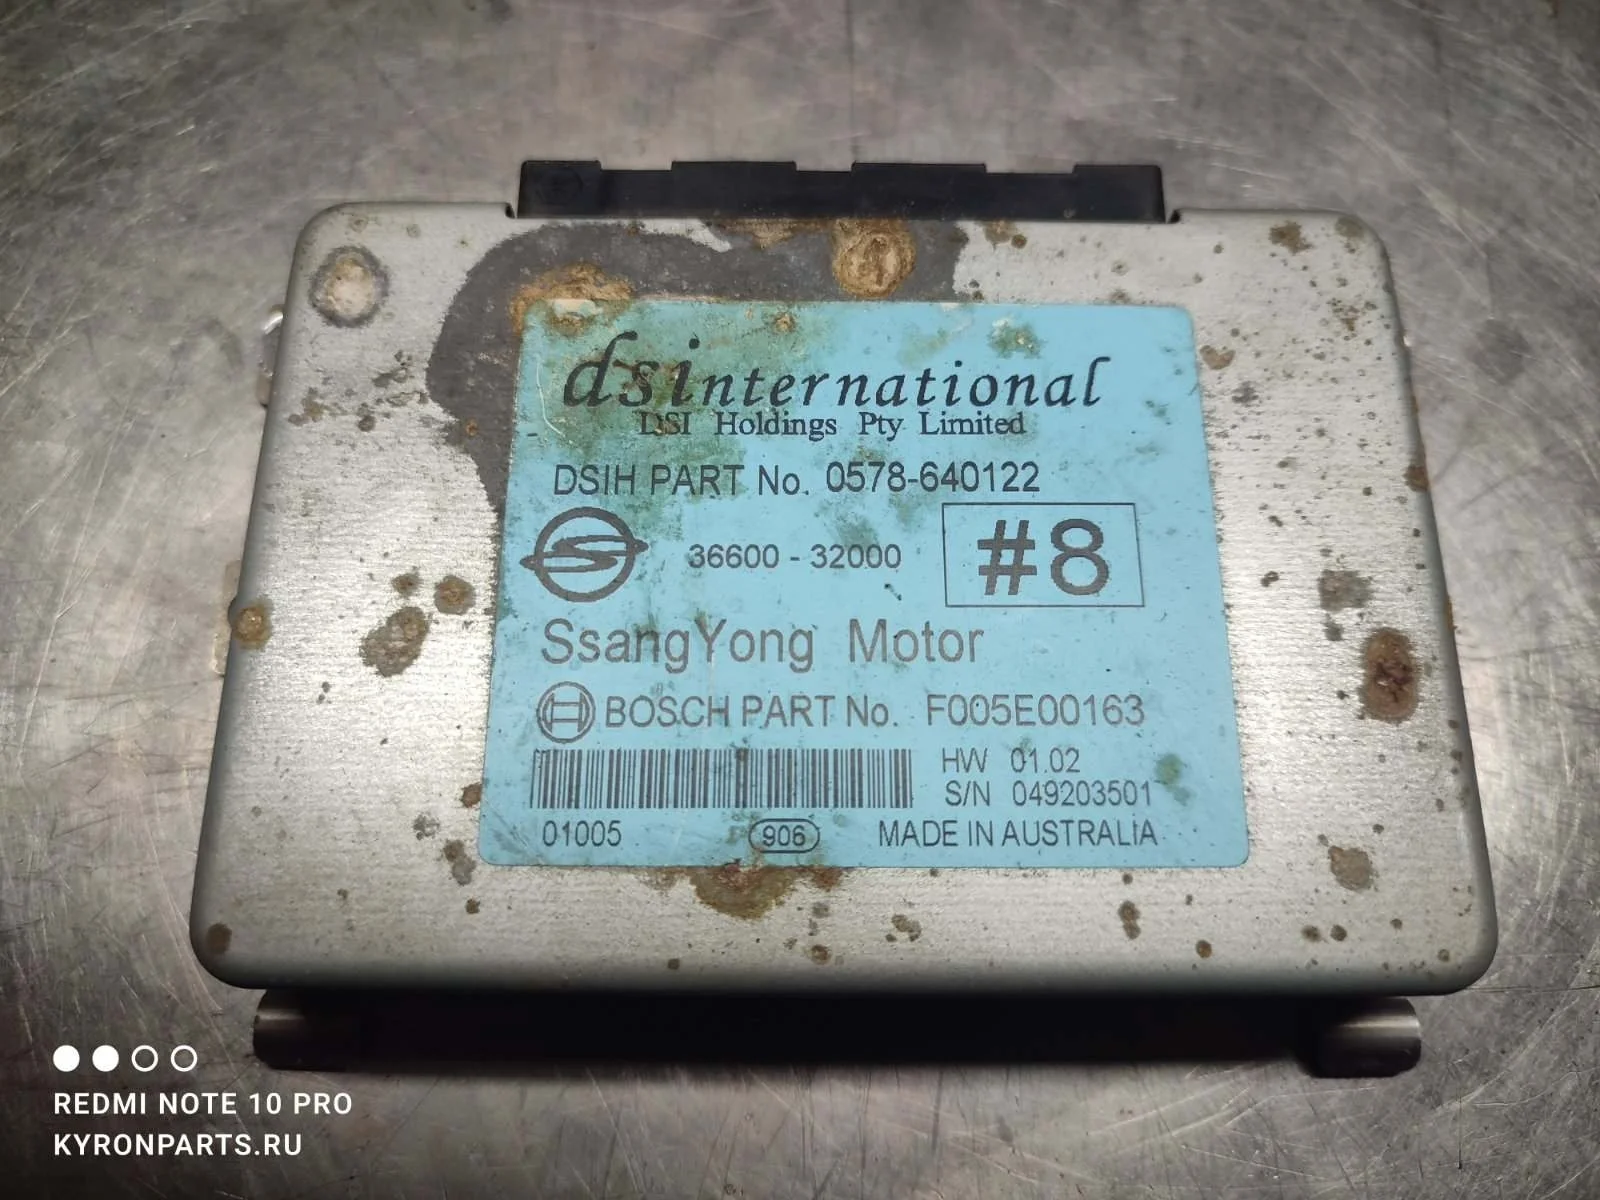 dsinternational
DSI Holdings Pty Limited
DSIH PART No. 0578-640122
36600 - 32000 #8
SsangYong Motor
BOSCH PART No. F005E00163
HW 01.02
S/N 049203501
01005 906 MADE IN AUSTRALIA
REDMI NOTE 10 PRO
KYRONPARTS.RU